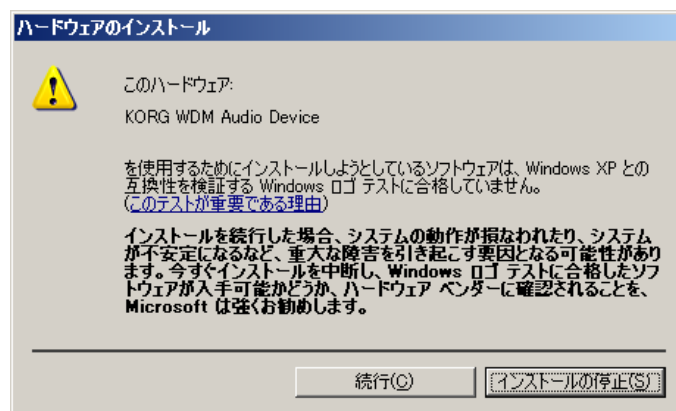 ハードウェアのインストール
このハードウェア:
KORG WDM Audio Device
を使用するためにインストールしようとしているソフトウェアは、Windows XP との
互換性を検証する Windows ロゴ テストに合格していません。
(このテストが重要である理由)
インストールを続行した場合、システムの動作が損なわれたり、システム
が不安定になるなど、重大な障害を引き起こす要因となる可能性があり
ます。今すぐインストールを中断し、Windows ロゴ テストに合格したソフ
トウェアが入手可能かどうか、ハードウェア ベンダーに確認されることを、
Microsoft は強くお勧めします。
続行(C) インストールの停止(S)